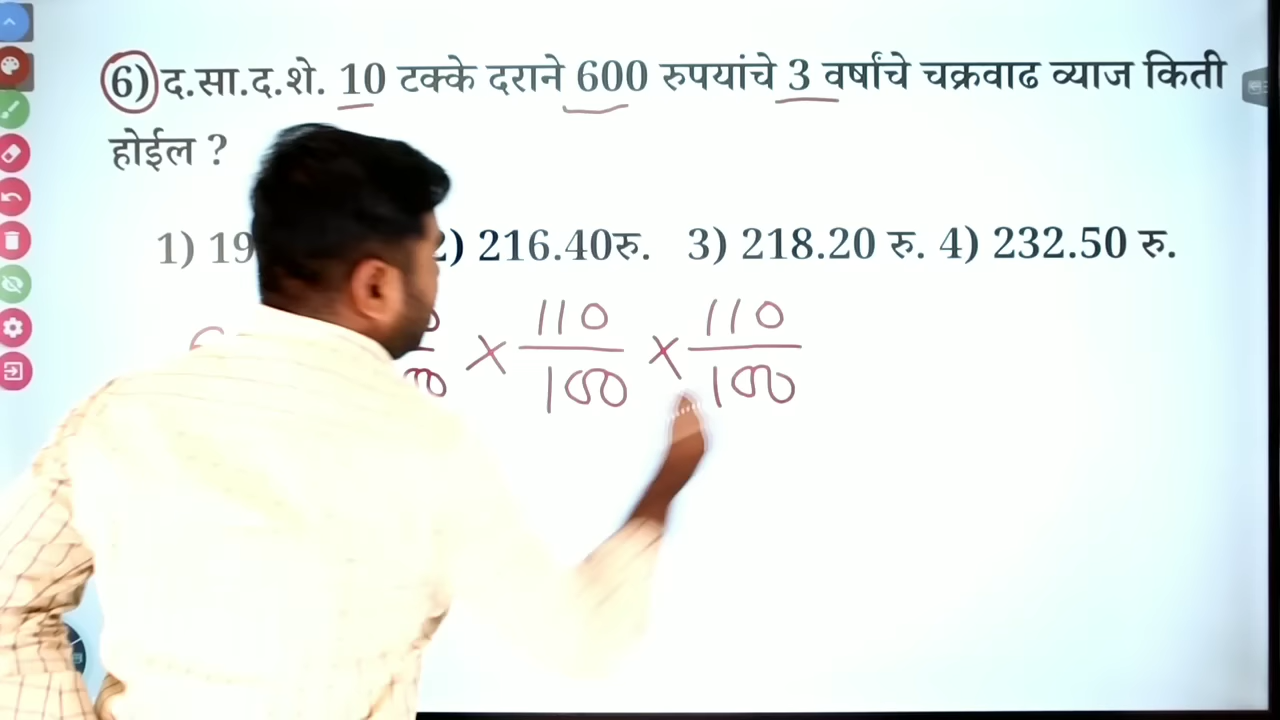 6) द.सा.द.शे. 10 टक्के दराने 600 रुपयांचे 3 वर्षांचे चक्रवाढ व्याज किती
होईल ?
1) 19 2) 216.40रु. 3) 218.20 रु. 4) 232.50 रु.
× 110/100 × 110/100